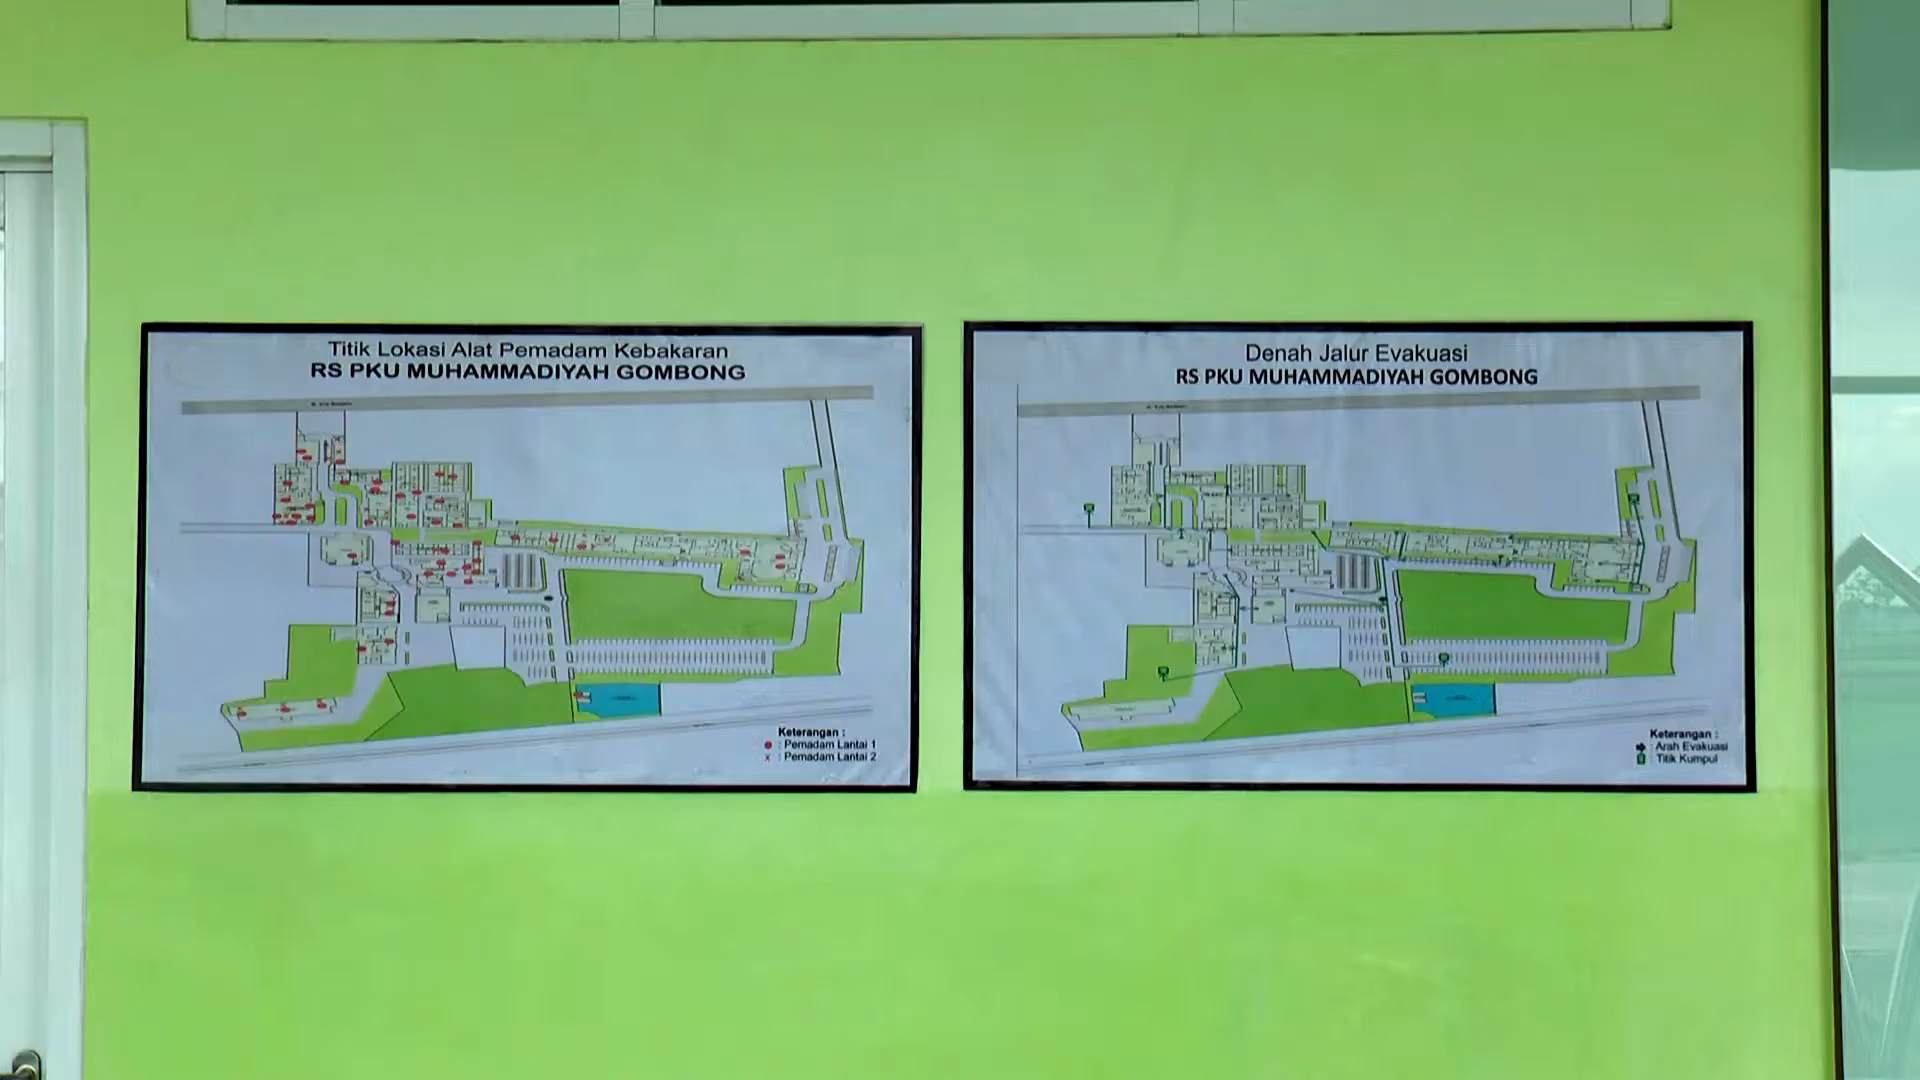 Titik Lokasi Alat Pemadam Kebakaran
RS PKU MUHAMMADIYAH GOMBONG
Keterangan :
: Pemadam Lantai 1
x : Pemadam Lantai 2
Denah Jalur Evakuasi
RS PKU MUHAMMADIYAH GOMBONG
Keterangan :
: Arah Evakuasi
: Titik Kumpul